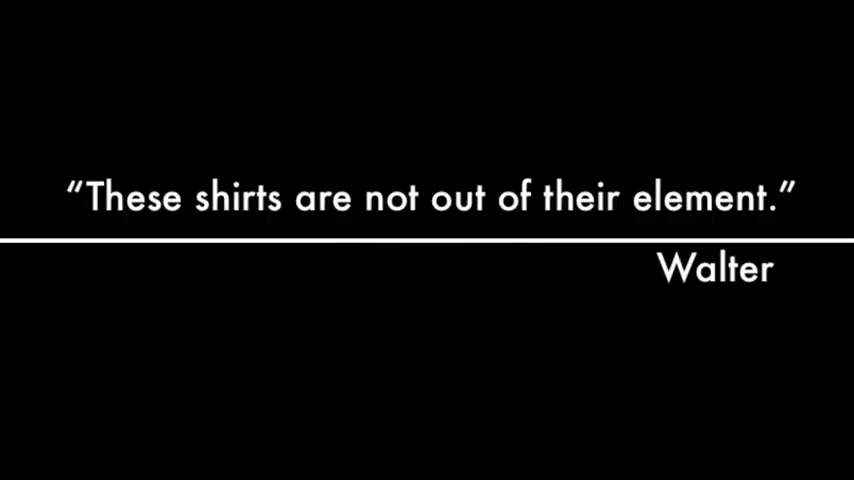 “These shirts are not out of their element.”
Walter